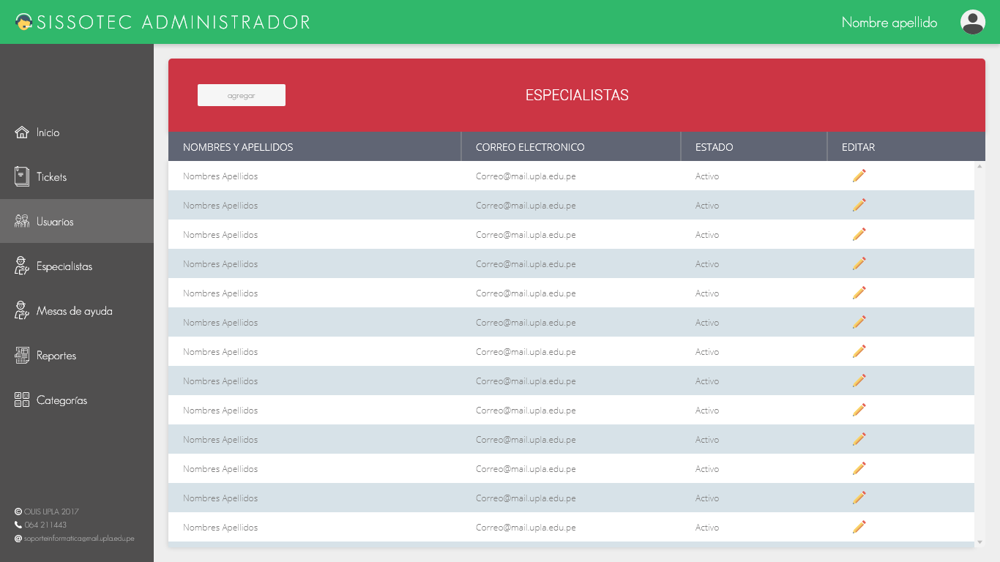 SISSOTEC ADMINISTRADOR
Nombre apellido
Inicio
Tickets
Usuarios
Especialistas
Mesas de ayuda
Reportes
Categorías
© OUIS UPLA 2017
064 211443
@ soporteinformatica@mail.upla.edu.pe
agregar
ESPECIALISTAS
NOMBRES Y APELLIDOS CORREO ELECTRONICO ESTADO EDITAR
Nombres Apellidos Correo@mail.upla.edu.pe Activo
Nombres Apellidos Correo@mail.upla.edu.pe Activo
Nombres Apellidos Correo@mail.upla.edu.pe Activo
Nombres Apellidos Correo@mail.upla.edu.pe Activo
Nombres Apellidos Correo@mail.upla.edu.pe Activo
Nombres Apellidos Correo@mail.upla.edu.pe Activo
Nombres Apellidos Correo@mail.upla.edu.pe Activo
Nombres Apellidos Correo@mail.upla.edu.pe Activo
Nombres Apellidos Correo@mail.upla.edu.pe Activo
Nombres Apellidos Correo@mail.upla.edu.pe Activo
Nombres Apellidos Correo@mail.upla.edu.pe Activo
Nombres Apellidos Correo@mail.upla.edu.pe Activo
Nombres Apellidos Correo@mail.upla.edu.pe Activo